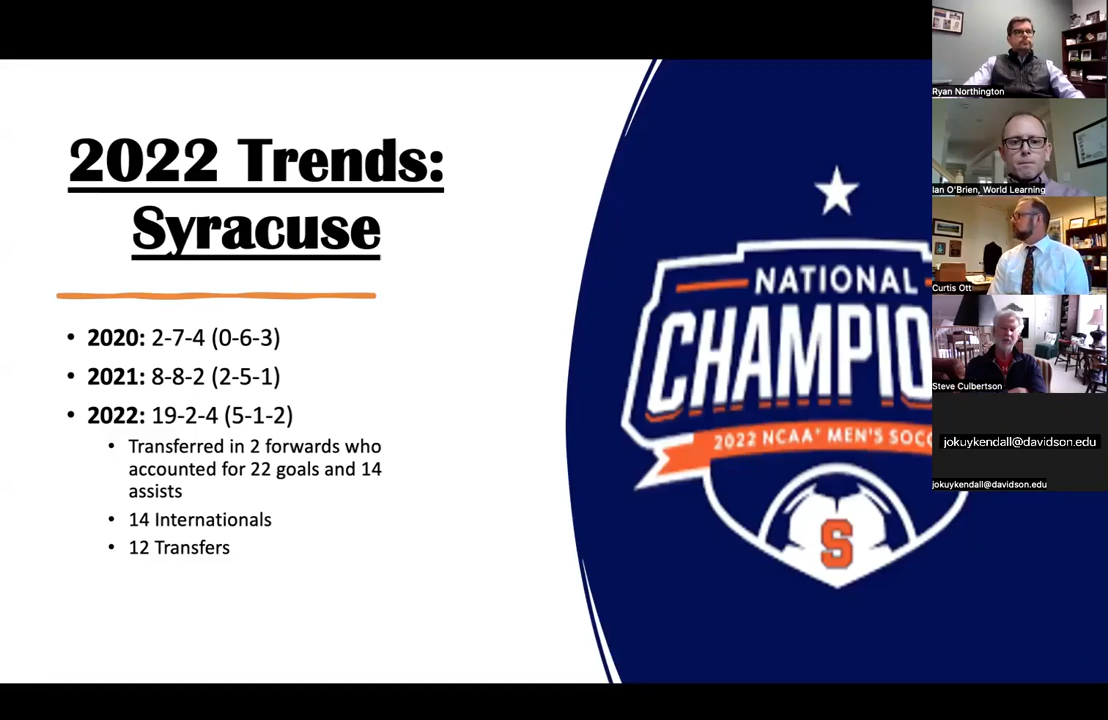 2022 Trends:
Syracuse
• 2020: 2-7-4 (0-6-3)
• 2021: 8-8-2 (2-5-1)
• 2022: 19-2-4 (5-1-2)
• Transferred in 2 forwards who
accounted for 22 goals and 14
assists
• 14 Internationals
• 12 Transfers
NATIONAL
CHAMPIO
2022 NCAA MEN'S SOCC
S
Ryan Northington
Ian O'Brien, World Learning
Curtis Ott
Steve Culbertson
jokuykendall@davidson.edu
jokuykendall@davidson.edu